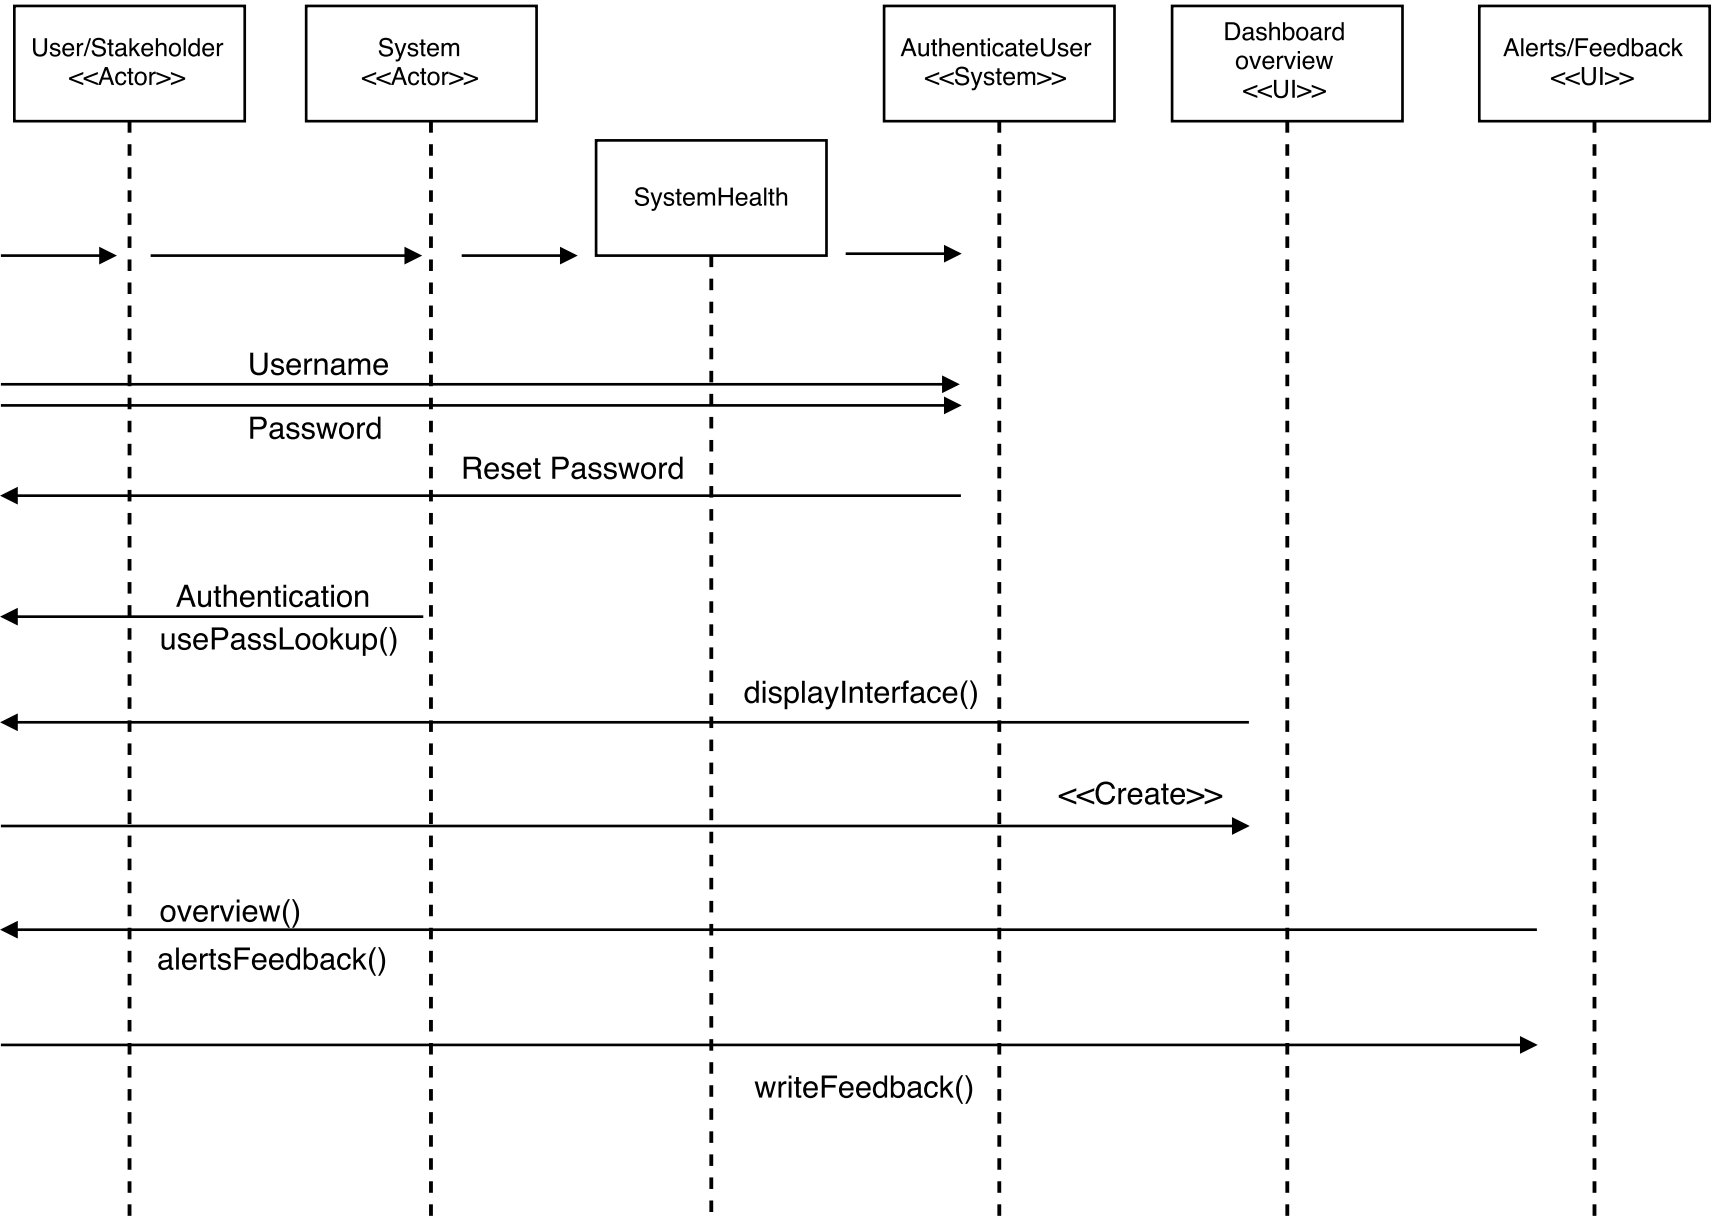 User/Stakeholder
<<Actor>>
System
<<Actor>>
AuthenticateUser
<<System>>
Dashboard
overview
<<UI>>
Alerts/Feedback
<<UI>>
SystemHealth
Username
Password
Reset Password
Authentication
usePassLookup()
displayInterface()
<<Create>>
overview()
alertsFeedback()
writeFeedback()